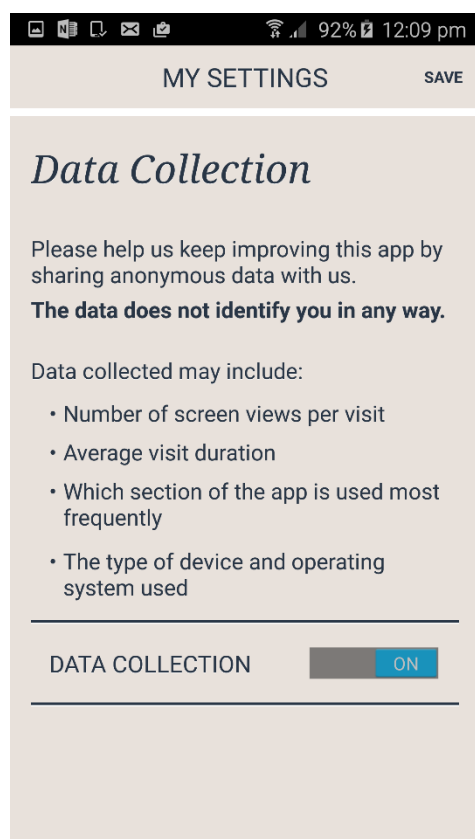 92% 12:09 pm
MY SETTINGS SAVE
Data Collection
Please help us keep improving this app by
sharing anonymous data with us.
The data does not identify you in any way.
Data collected may include:
• Number of screen views per visit
• Average visit duration
• Which section of the app is used most
frequently
• The type of device and operating
system used
DATA COLLECTION ON